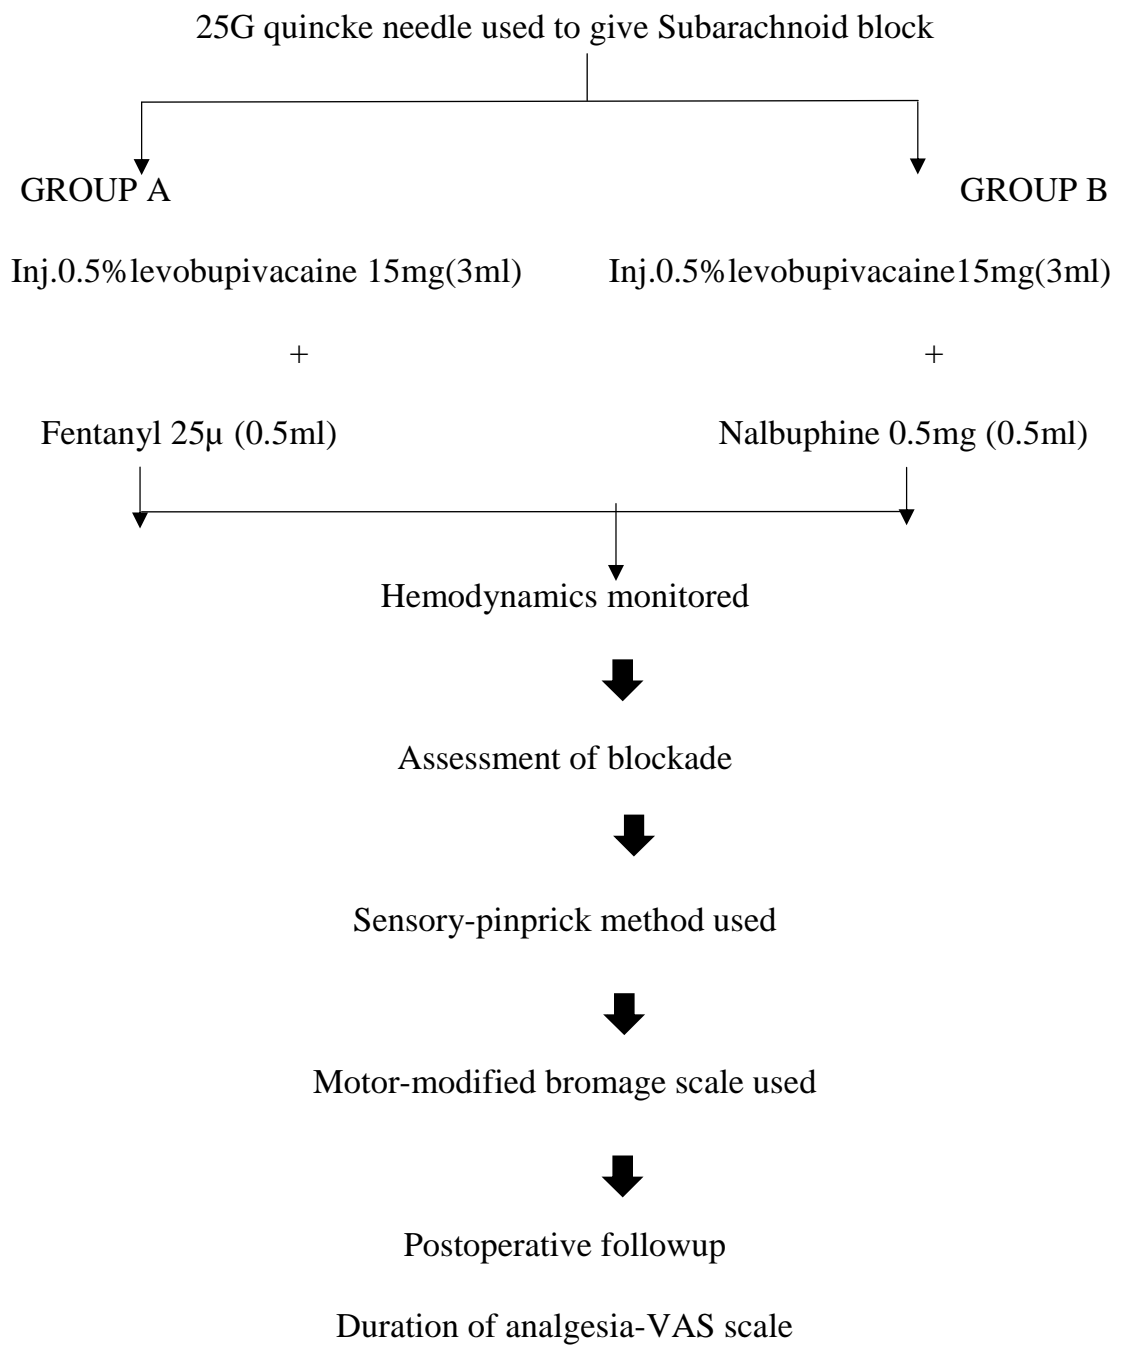 25G quincke needle used to give Subarachnoid block
GROUP A GROUP B
Inj.0.5%levobupivacaine 15mg(3ml) Inj.0.5%levobupivacaine15mg(3ml)
+ +
Fentanyl 25µ (0.5ml) Nalbuphine 0.5mg (0.5ml)
Hemodynamics monitored
Assessment of blockade
Sensory-pinprick method used
Motor-modified bromage scale used
Postoperative followup
Duration of analgesia-VAS scale